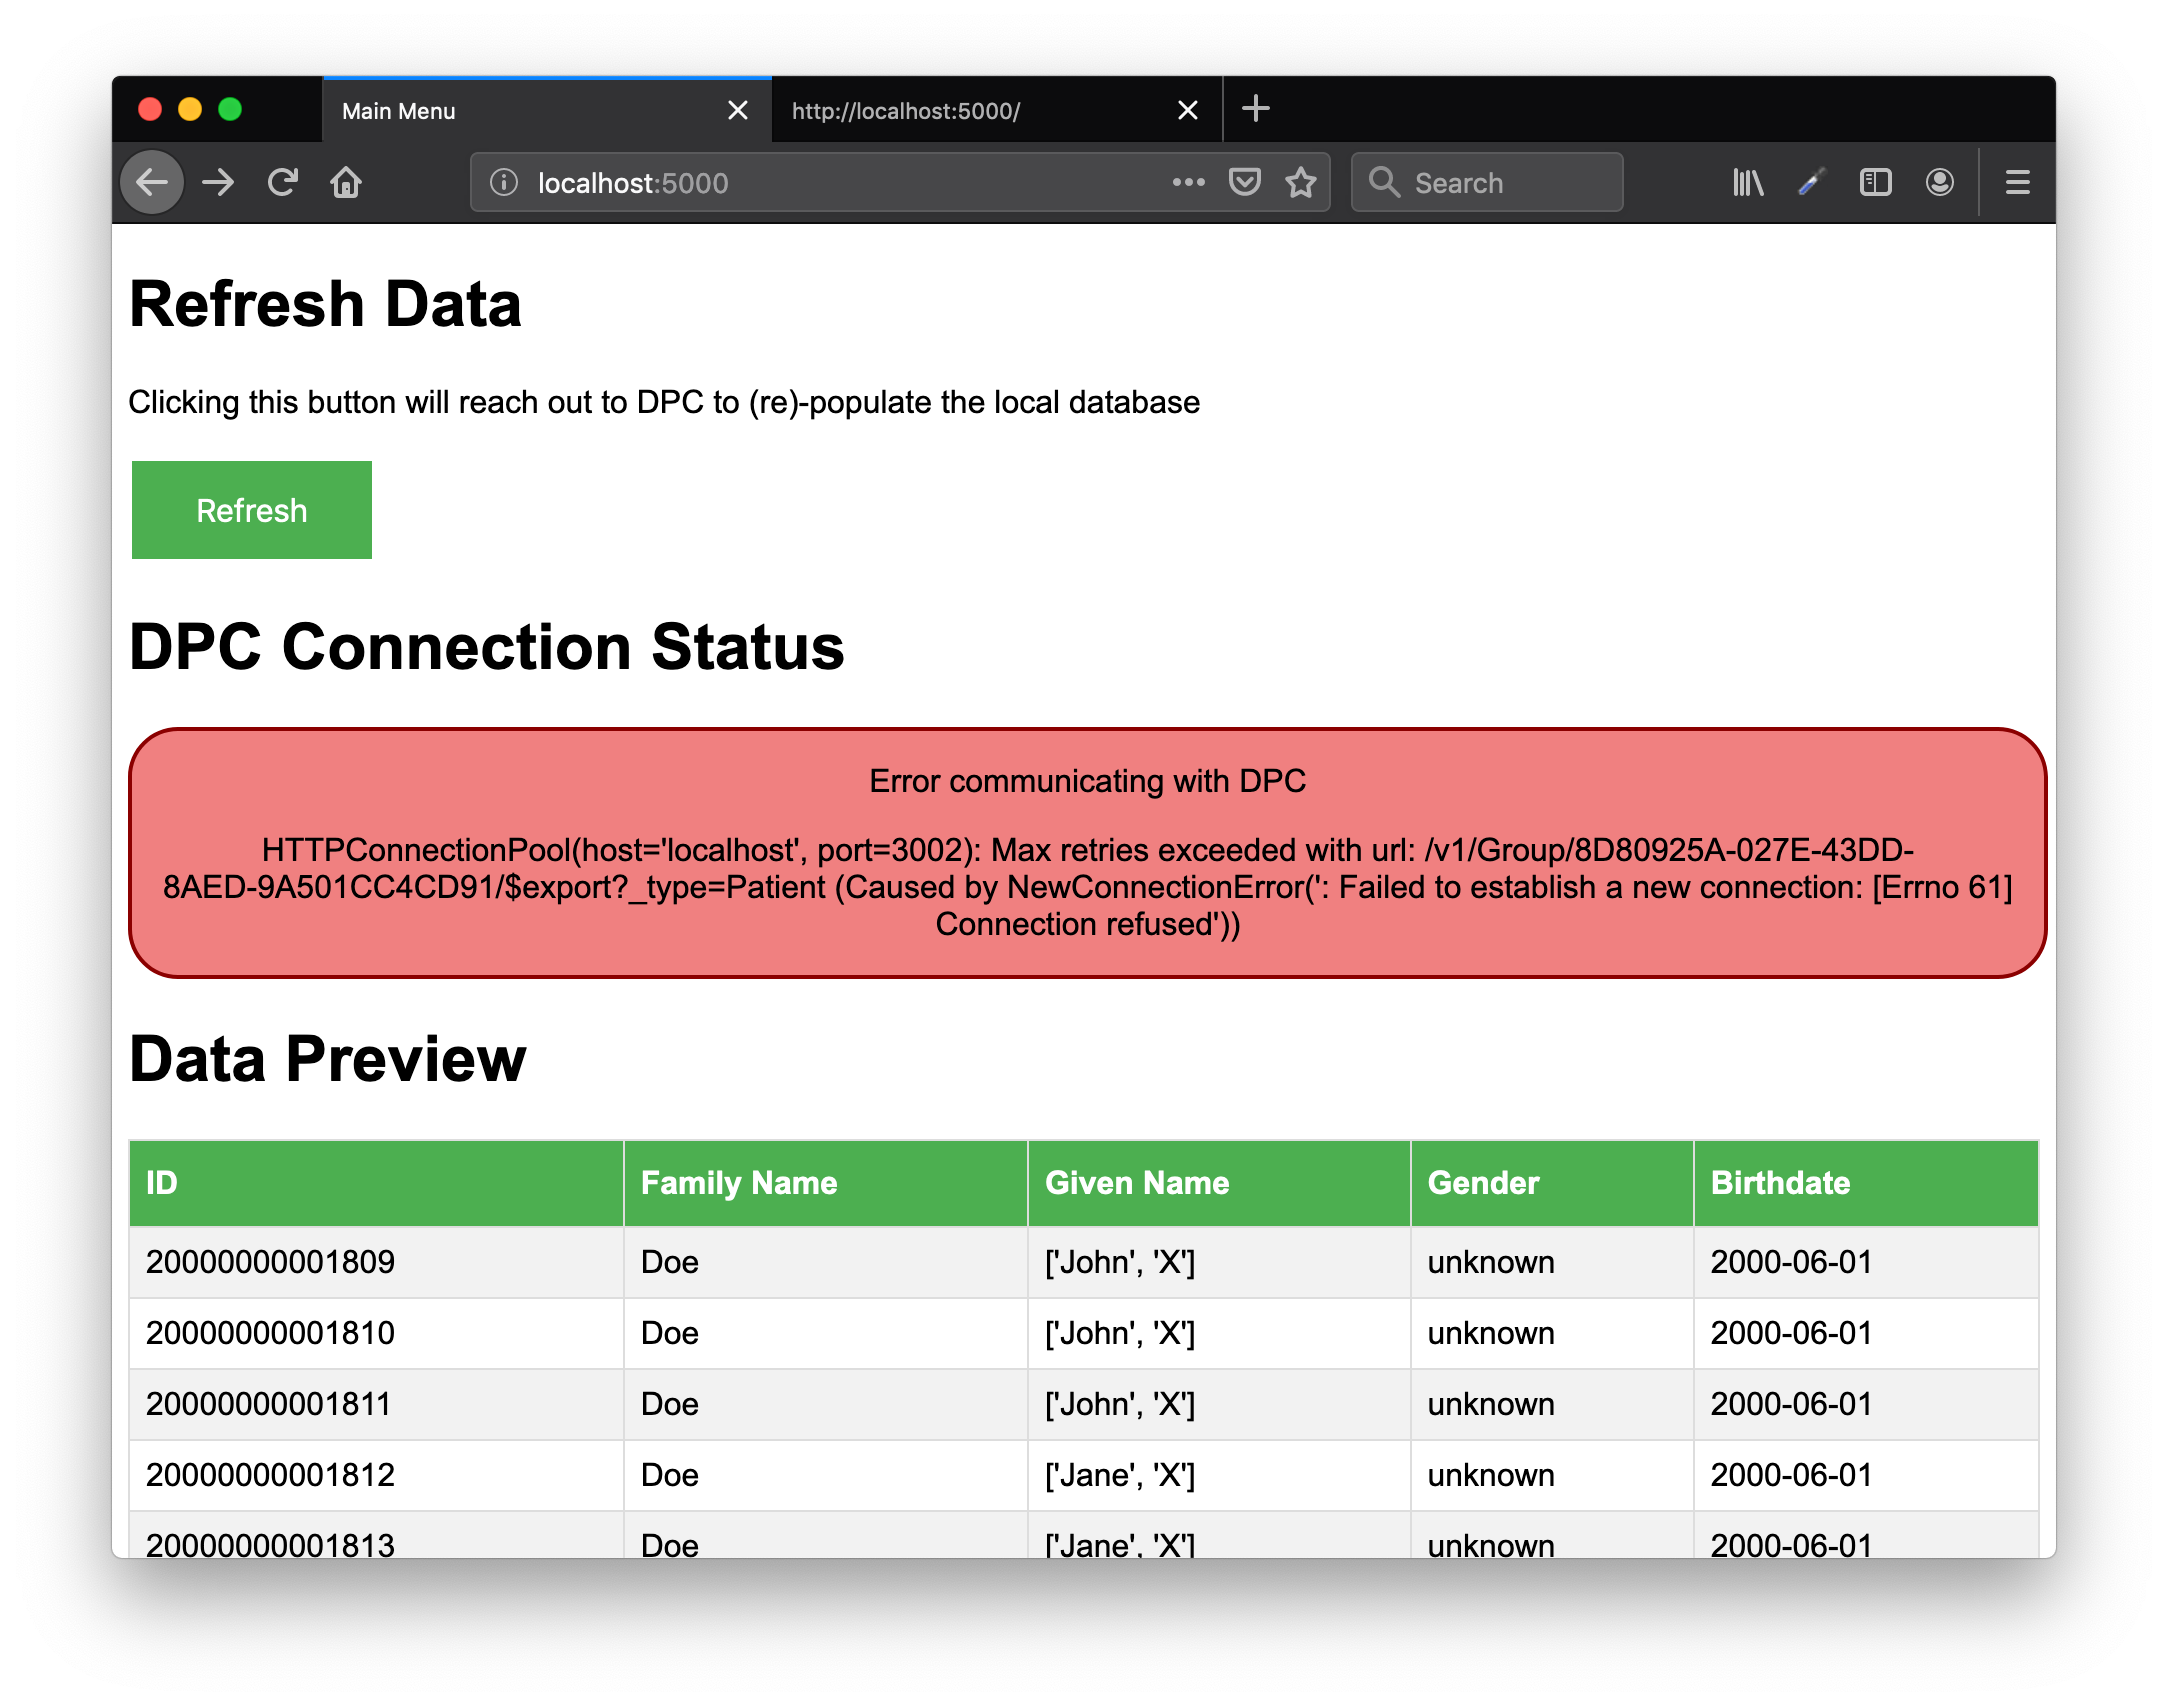 Main Menu
http://localhost:5000/
localhost:5000
Search
Refresh Data
Clicking this button will reach out to DPC to (re)-populate the local database
Refresh
DPC Connection Status
Error communicating with DPC
HTTPConnectionPool(host='localhost', port=3002): Max retries exceeded with url: /v1/Group/8D80925A-027E-43DD-
8AED-9A501CC4CD91/$export?_type=Patient (Caused by NewConnectionError(': Failed to establish a new connection: [Errno 61]
Connection refused'))
Data Preview
ID Family Name Given Name Gender Birthdate
20000000001809 Doe ['John', 'X'] unknown 2000-06-01
20000000001810 Doe ['John', 'X'] unknown 2000-06-01
20000000001811 Doe ['John', 'X'] unknown 2000-06-01
20000000001812 Doe ['Jane', 'X'] unknown 2000-06-01
20000000001813 Doe ['Jane', 'X'] unknown 2000-06-01